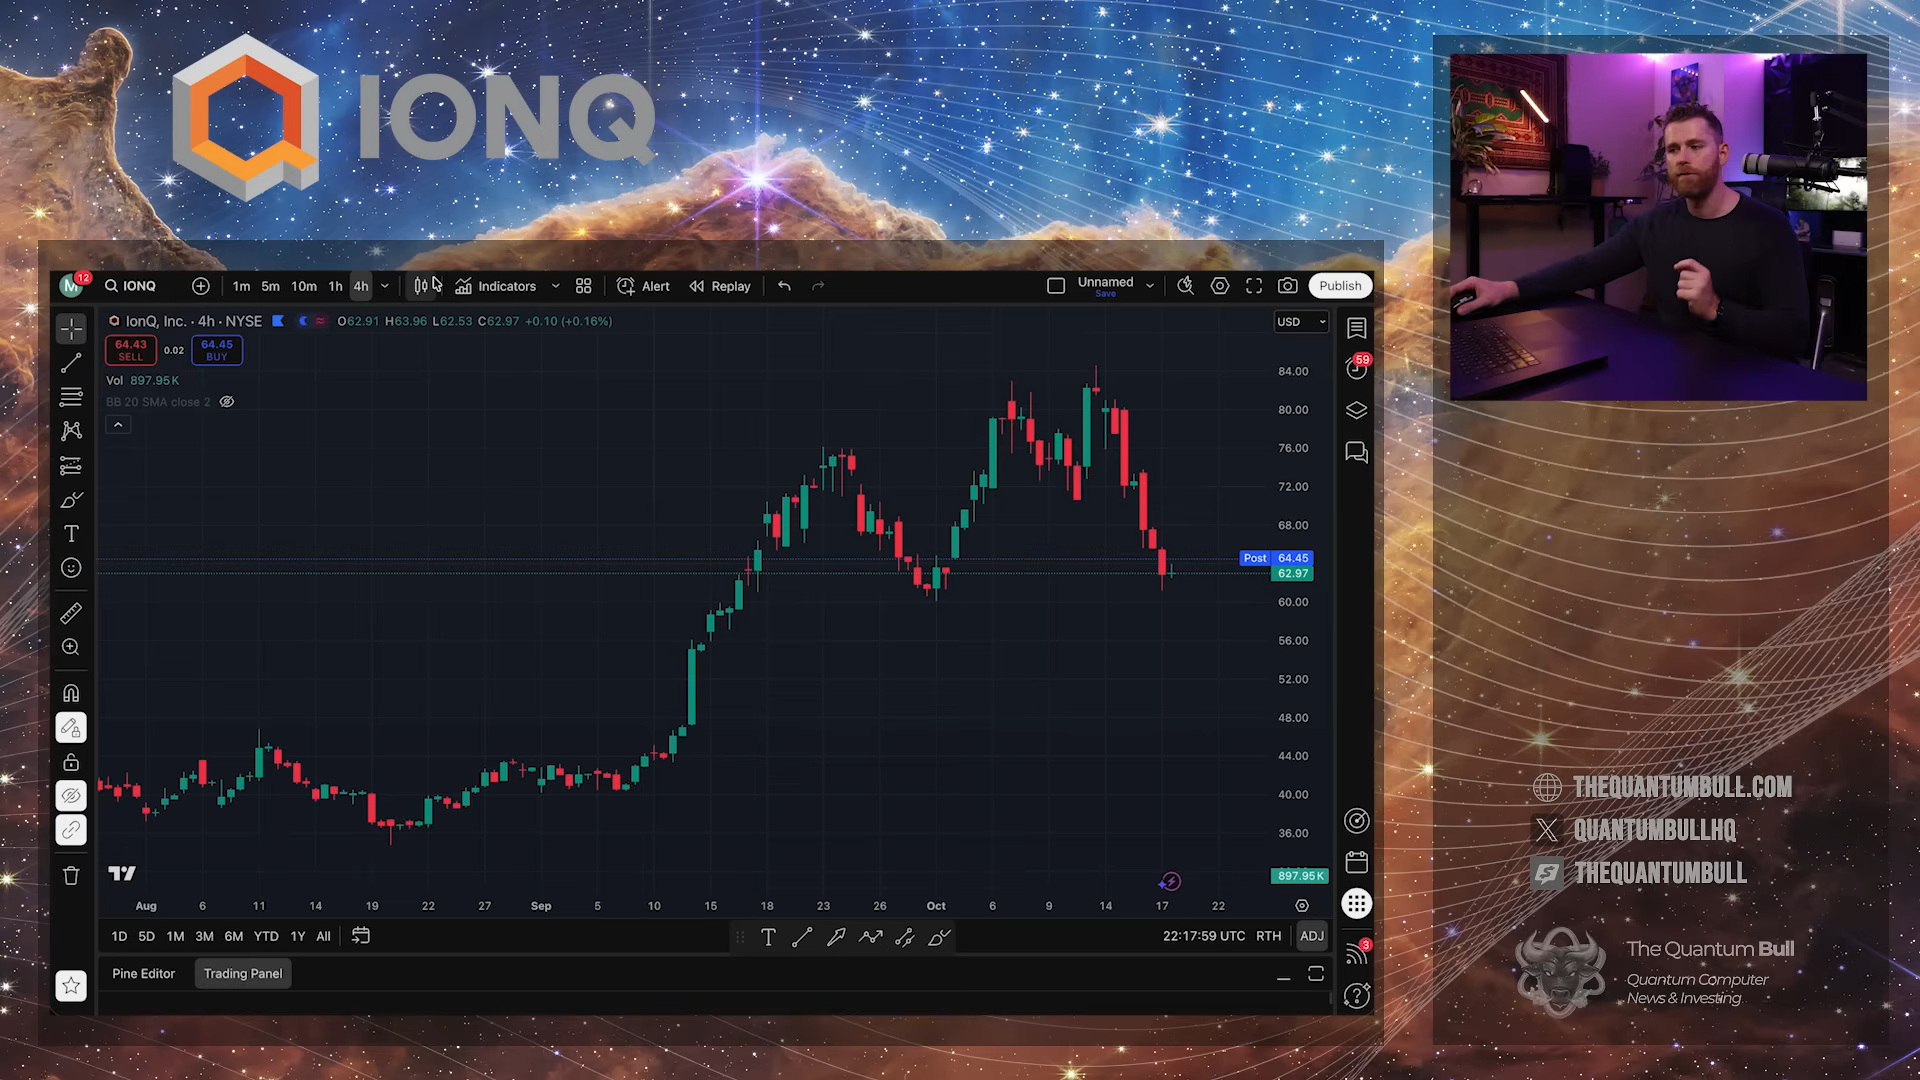 IONQ
M 12 IONQ 1m 5m 10m 1h 4h Indicators Alert Replay Unnamed Save Publish
IonQ, Inc. · 4h · NYSE O62.91 H63.96 L62.53 C62.97 +0.10 (+0.16%) USD
64.43 SELL 0.02 64.45 BUY
Vol 897.95K
BB 20 SMA close 2
59
84.00
80.00
76.00
72.00
68.00
Post 64.45
62.97
60.00
56.00
52.00
48.00
44.00
40.00
36.00
897.95K
Aug 6 11 14 19 22 27 Sep 5 10 15 18 23 26 Oct 6 9 14 17 22
1D 5D 1M 3M 6M YTD 1Y All 22:17:59 UTC RTH ADJ
3
Pine Editor Trading Panel
THEQUANTUMBULL.COM
QUANTUMBULLHQ
THEQUANTUMBULL
The Quantum Bull
Quantum Computer
News & Investing